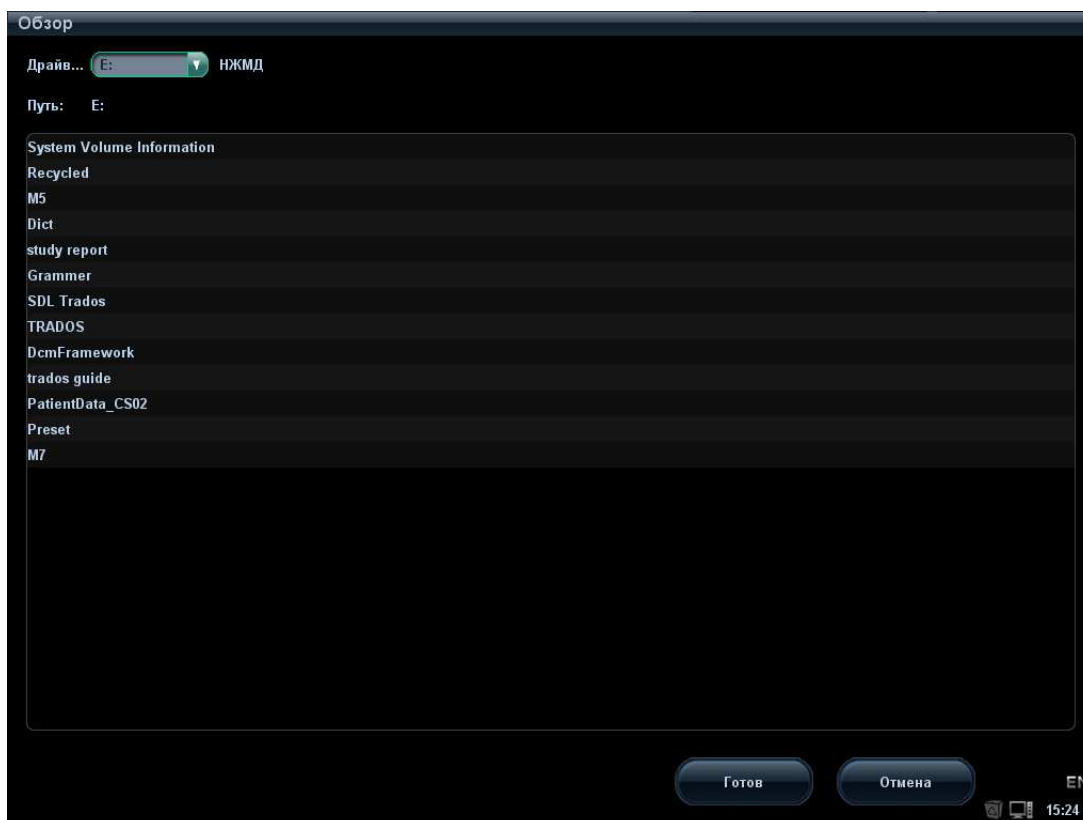 Обзор
Драйв... E: НЖМД
Путь: E:
System Volume Information
Recycled
M5
Dict
study report
Grammer
SDL Trados
TRADOS
DcmFramework
trados guide
PatientData_CS02
Preset
M7
Готов Отмена
EN
15:24